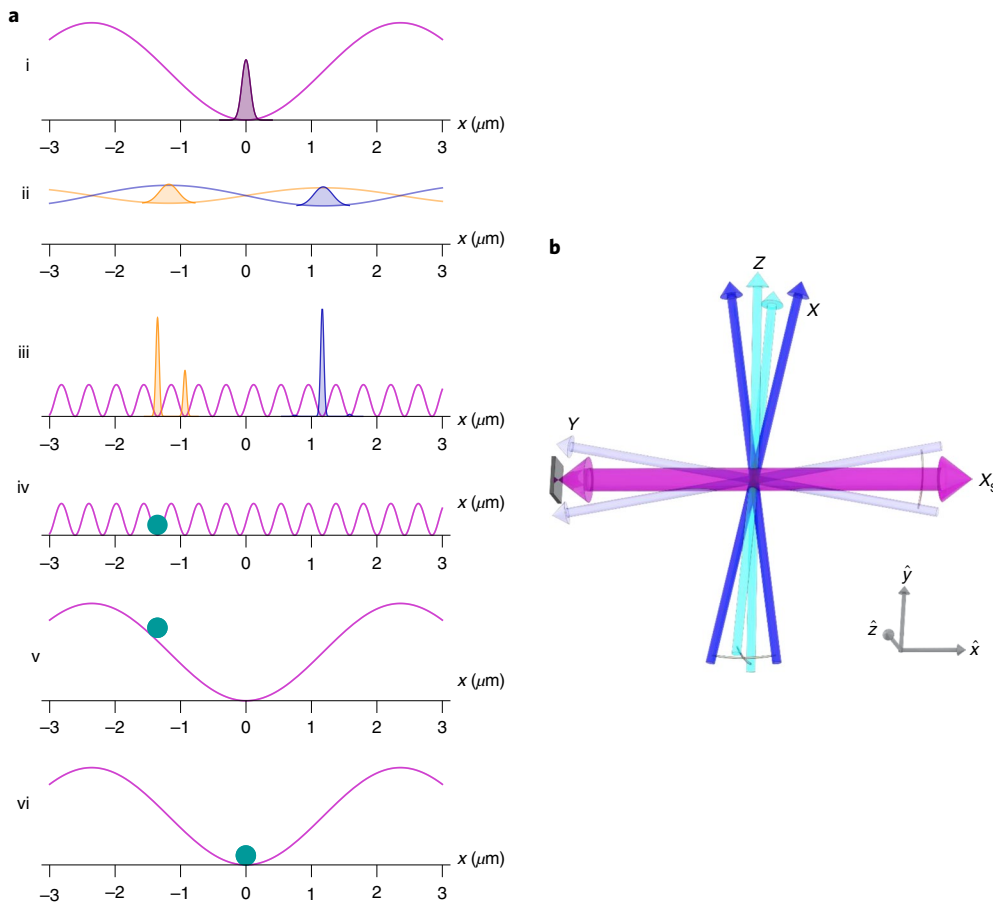 a
i
x (μm)
−3 −2 −1 0 1 2 3
ii
x (μm)
−3 −2 −1 0 1 2 3
iii
x (μm)
−3 −2 −1 0 1 2 3
iv
x (μm)
−3 −2 −1 0 1 2 3
v
x (μm)
−3 −2 −1 0 1 2 3
vi
x (μm)
−3 −2 −1 0 1 2 3
b
Z
X
Y
X_S
ŷ
ẑ
x̂